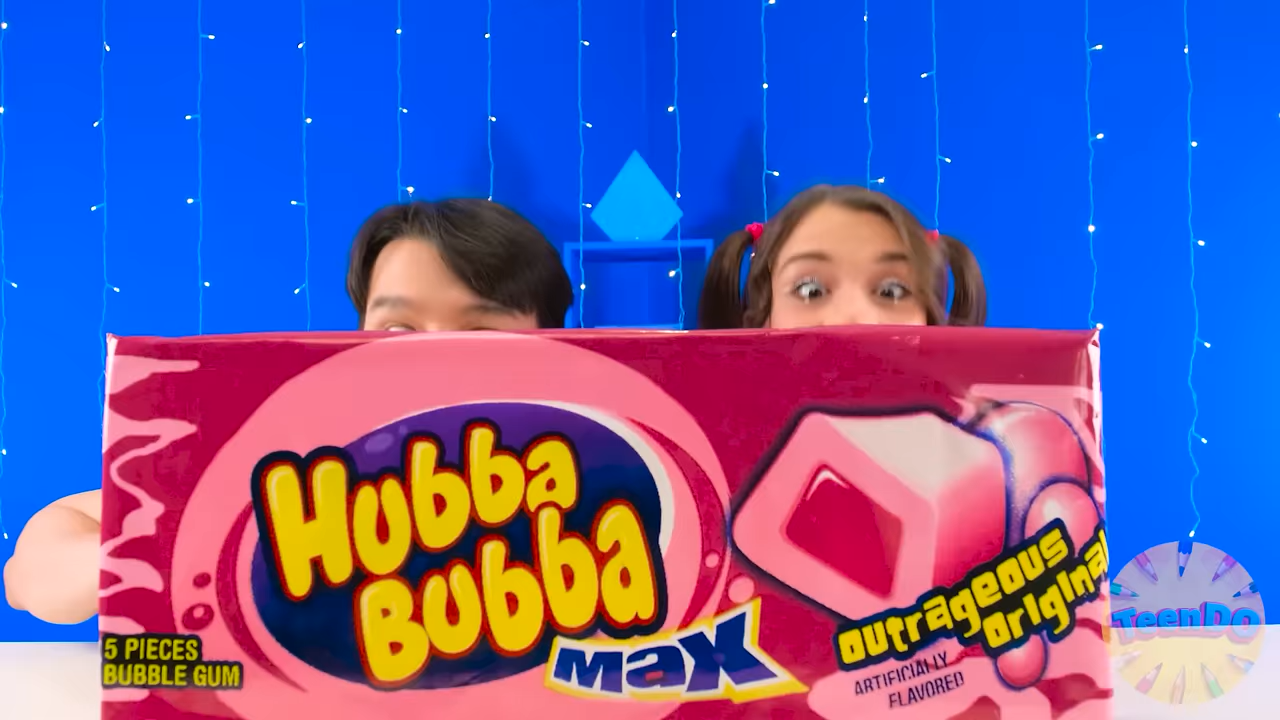 Hubba
Bubba
max
outrageous
original
ARTIFICIALLY
FLAVORED
5 PIECES
BUBBLE GUM
TeenDo